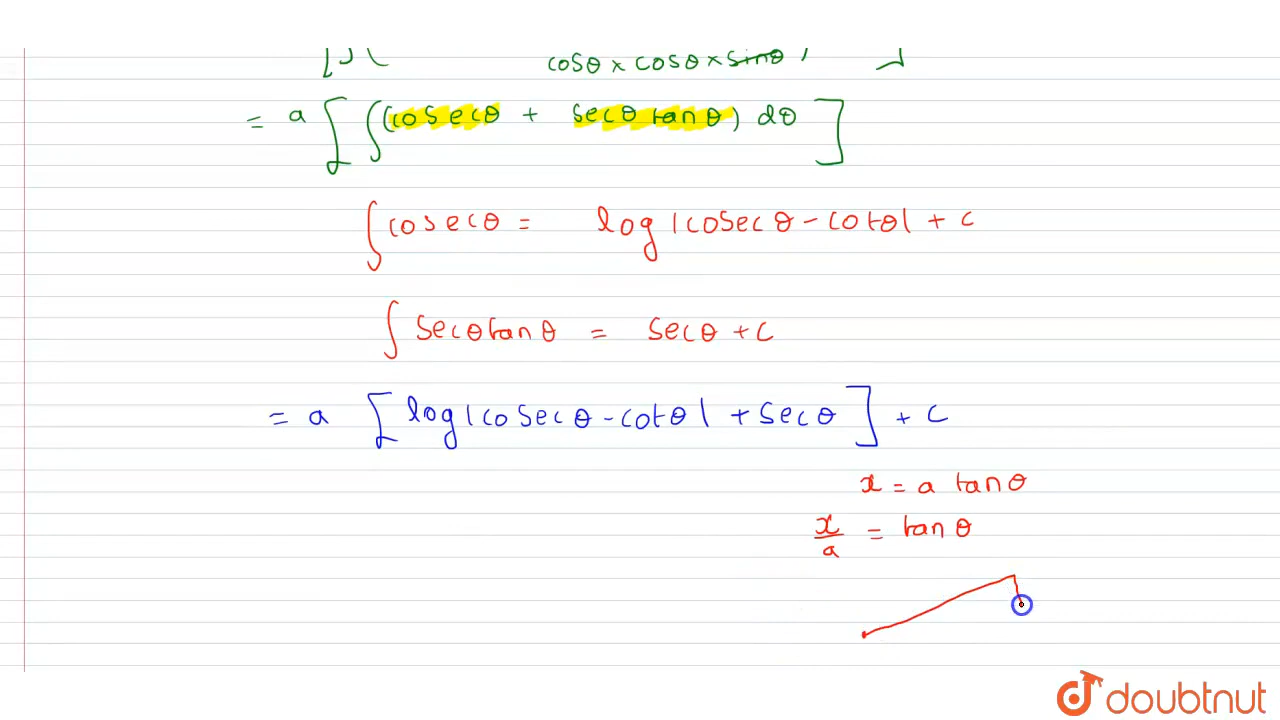 cosθ × cosθ × sinθ
= a [ ∫ (cosecθ + secθ tanθ) dθ ]
∫ cosecθ = log |cosecθ - cotθ| + c
∫ secθ tanθ = secθ + c
= a [ log |cosecθ - cotθ| + secθ ] + c
x = a tanθ
x/a = tanθ
doubtnut